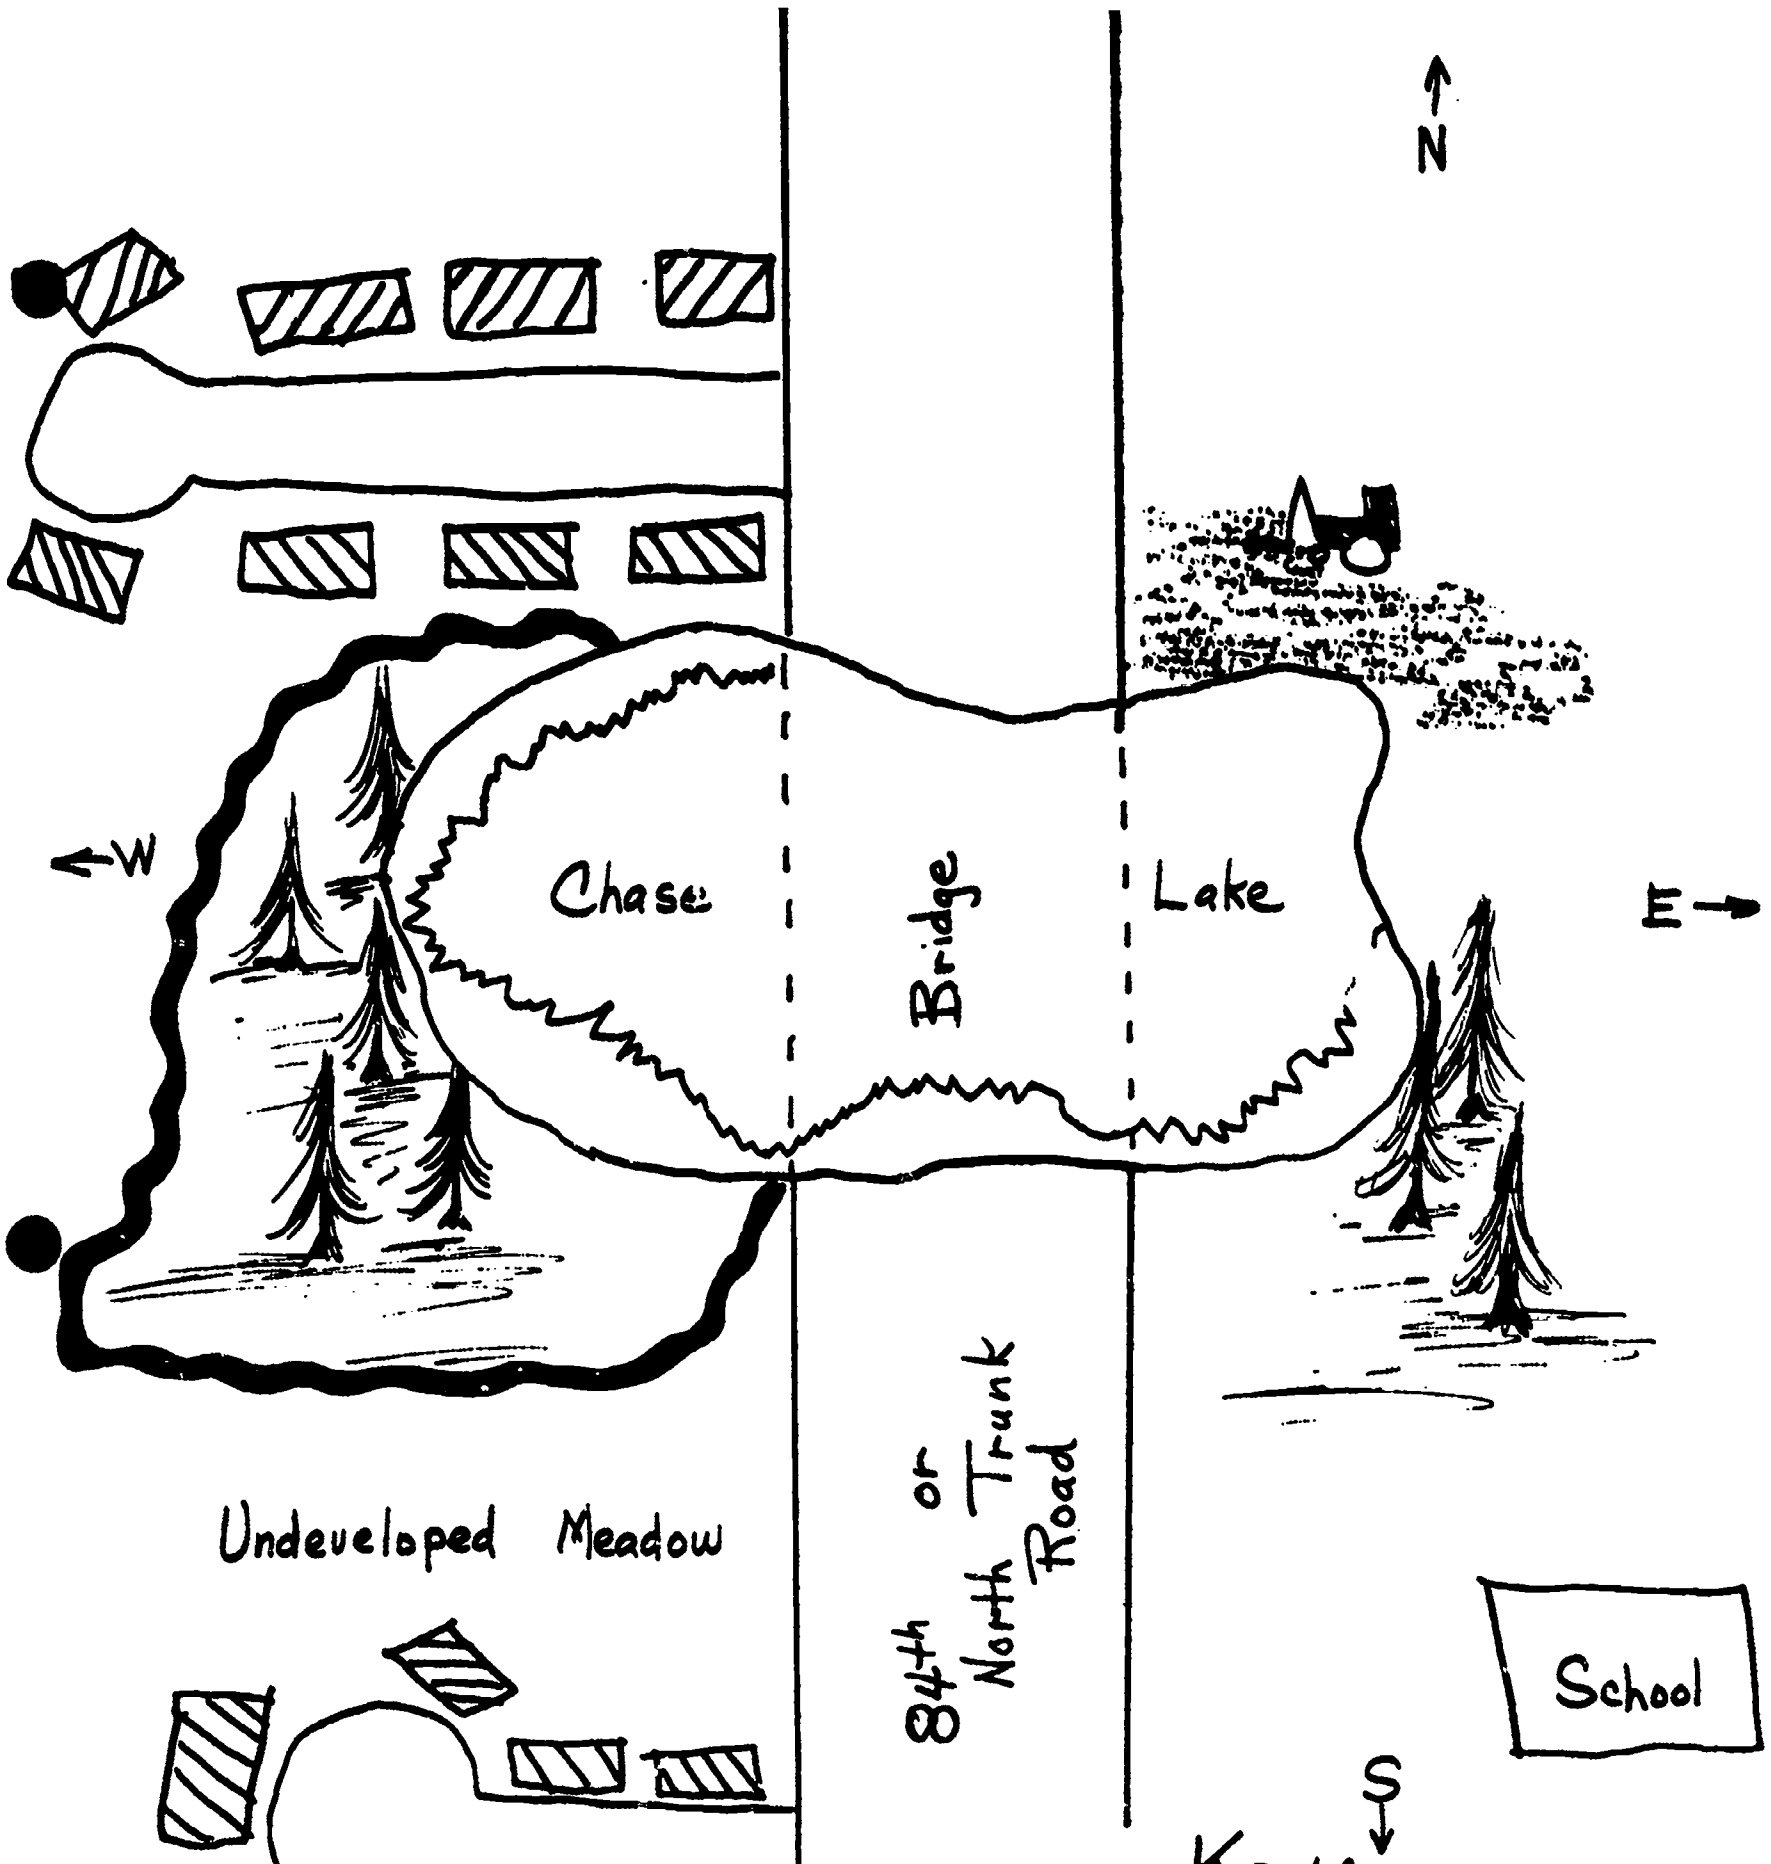 N
W
Chase
Bridge
Lake
E
84th or
North Trunk
Road
Undeveloped Meadow
School
S